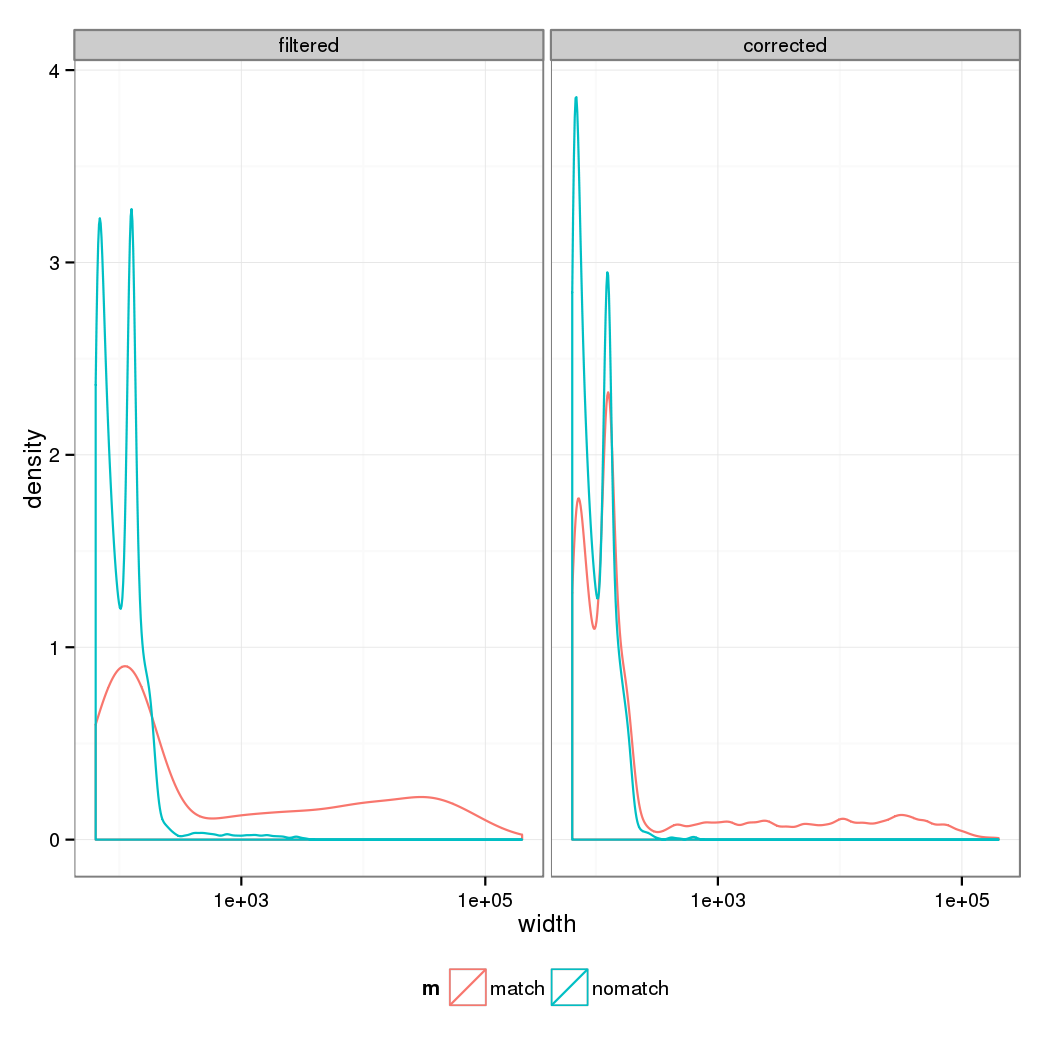 filtered corrected
4
3
2
1
0
density
1e+03 1e+05 1e+03 1e+05
width
m match nomatch